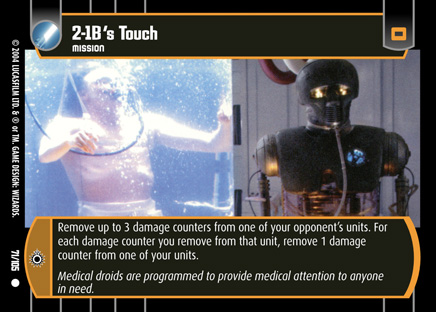 2-1B's Touch
MISSION
© 2004 LUCASFILM LTD. & ® or TM. GAME DESIGN: WIZARDS.
Remove up to 3 damage counters from one of your opponent's units. For
each damage counter you remove from that unit, remove 1 damage
counter from one of your units.
Medical droids are programmed to provide medical attention to anyone
in need.
71/105